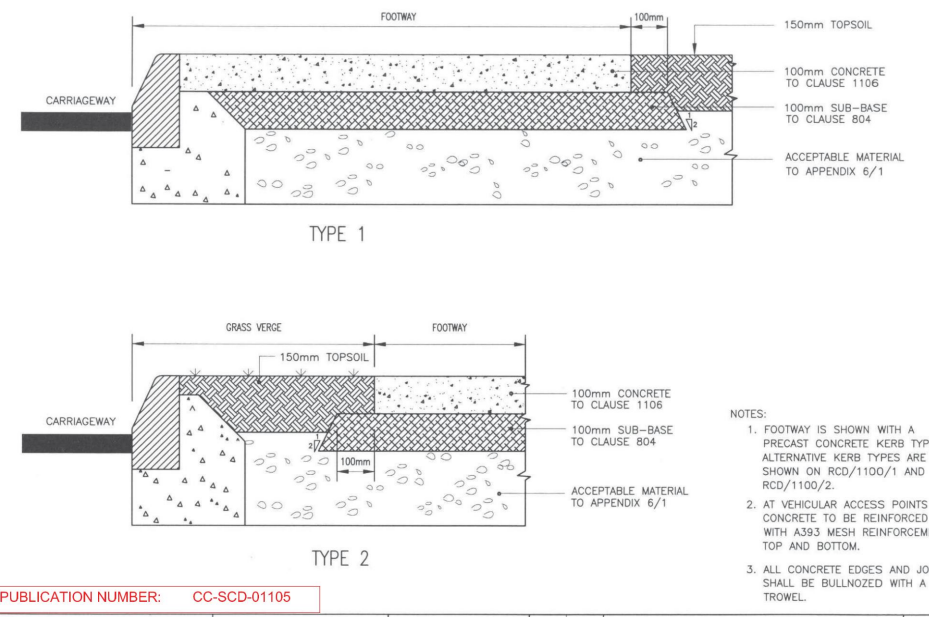 FOOTWAY
100mm
150mm TOPSOIL
100mm CONCRETE
TO CLAUSE 1106
CARRIAGEWAY
100mm SUB-BASE
TO CLAUSE 804
1
2
ACCEPTABLE MATERIAL
TO APPENDIX 6/1
TYPE 1
GRASS VERGE
FOOTWAY
150mm TOPSOIL
100mm CONCRETE
TO CLAUSE 1106
CARRIAGEWAY
100mm SUB-BASE
TO CLAUSE 804
1
2
100mm
ACCEPTABLE MATERIAL
TO APPENDIX 6/1
TYPE 2
NOTES:
1. FOOTWAY IS SHOWN WITH A
PRECAST CONCRETE KERB TYP
ALTERNATIVE KERB TYPES ARE
SHOWN ON RCD/1100/1 AND
RCD/1100/2.
2. AT VEHICULAR ACCESS POINTS
CONCRETE TO BE REINFORCED
WITH A393 MESH REINFORCEM
TOP AND BOTTOM.
3. ALL CONCRETE EDGES AND JO
SHALL BE BULLNOZED WITH A
TROWEL.
PUBLICATION NUMBER: CC-SCD-01105